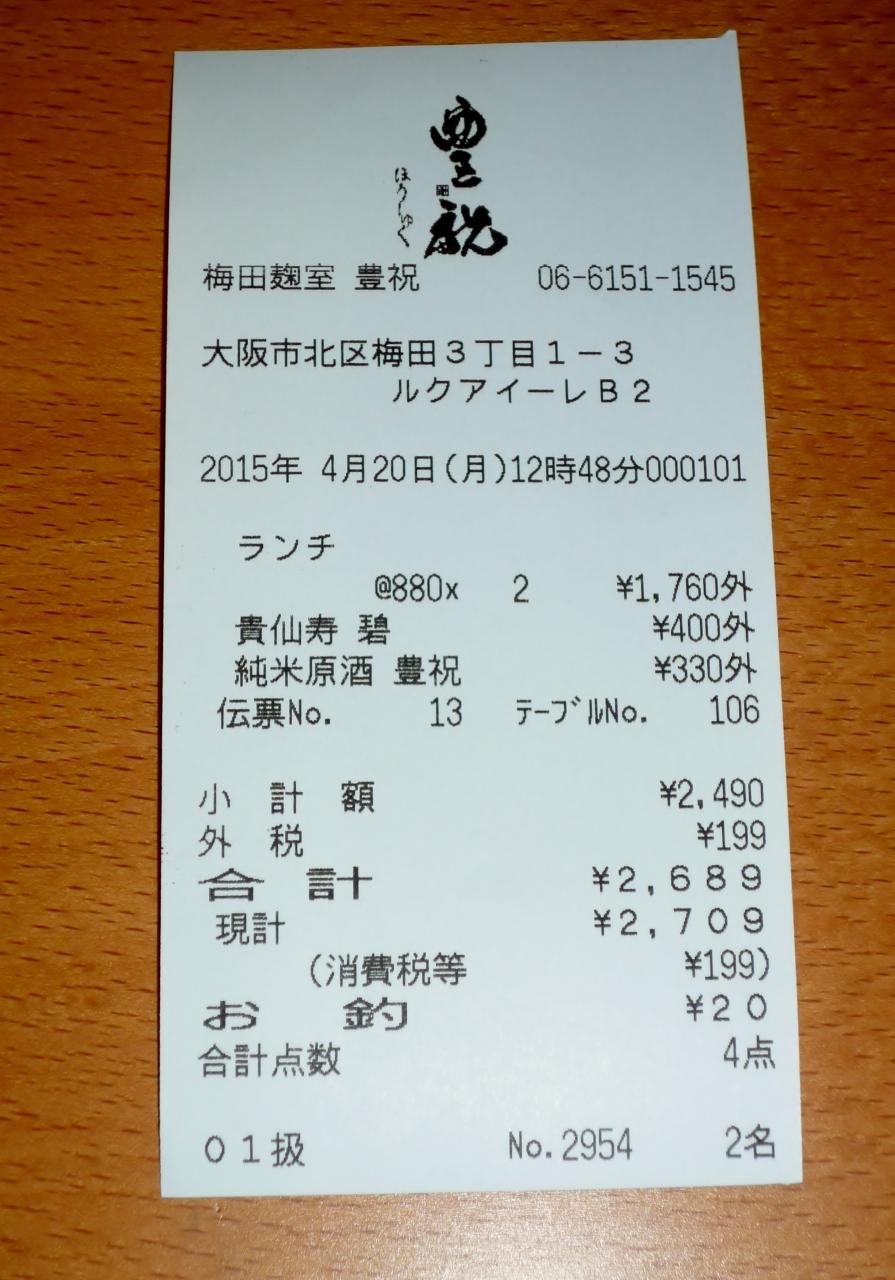 豊祝
ほうしゅく
梅田麹室 豊祝 06-6151-1545
大阪市北区梅田3丁目1-3
ルクアイーレB2
2015年 4月20日(月)12時48分000101
ランチ
@880x 2 ¥1,760外
貴仙寿 碧 ¥400外
純米原酒 豊祝 ¥330外
伝票No. 13 テーブルNo. 106
小計額 ¥2,490
外税 ¥199
合計 ¥2,689
現計 ¥2,709
(消費税等 ¥199)
お釣 ¥20
合計点数 4点
01扱 No.2954 2名